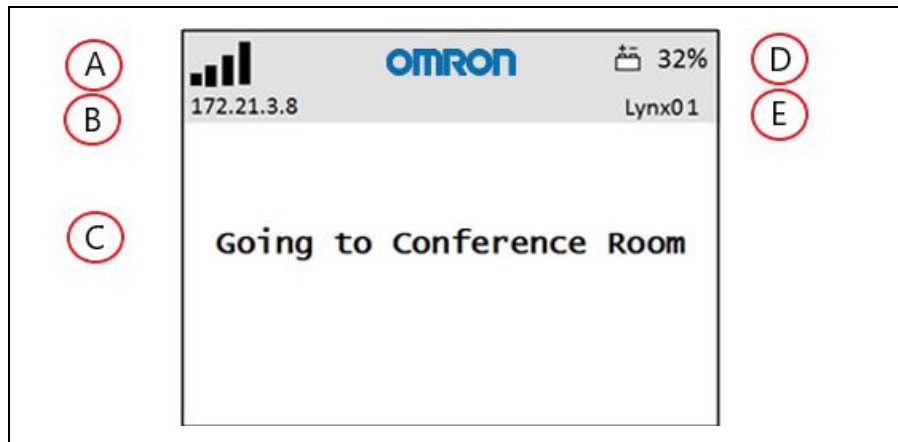 A OMRON 32% D
B 172.21.3.8 Lynx01 E
C Going to Conference Room